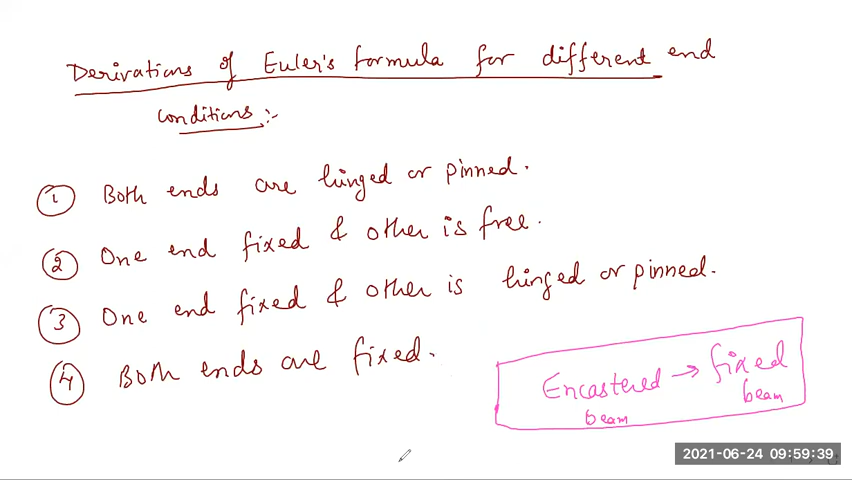 Derivations of Euler's formula for different end
conditions :-
1 Both ends are hinged or pinned.
2 One end fixed & other is free.
3 One end fixed & other is hinged or pinned.
4 Both ends are fixed.
Encastered → fixed
beam beam
2021-06-24 09:59:39